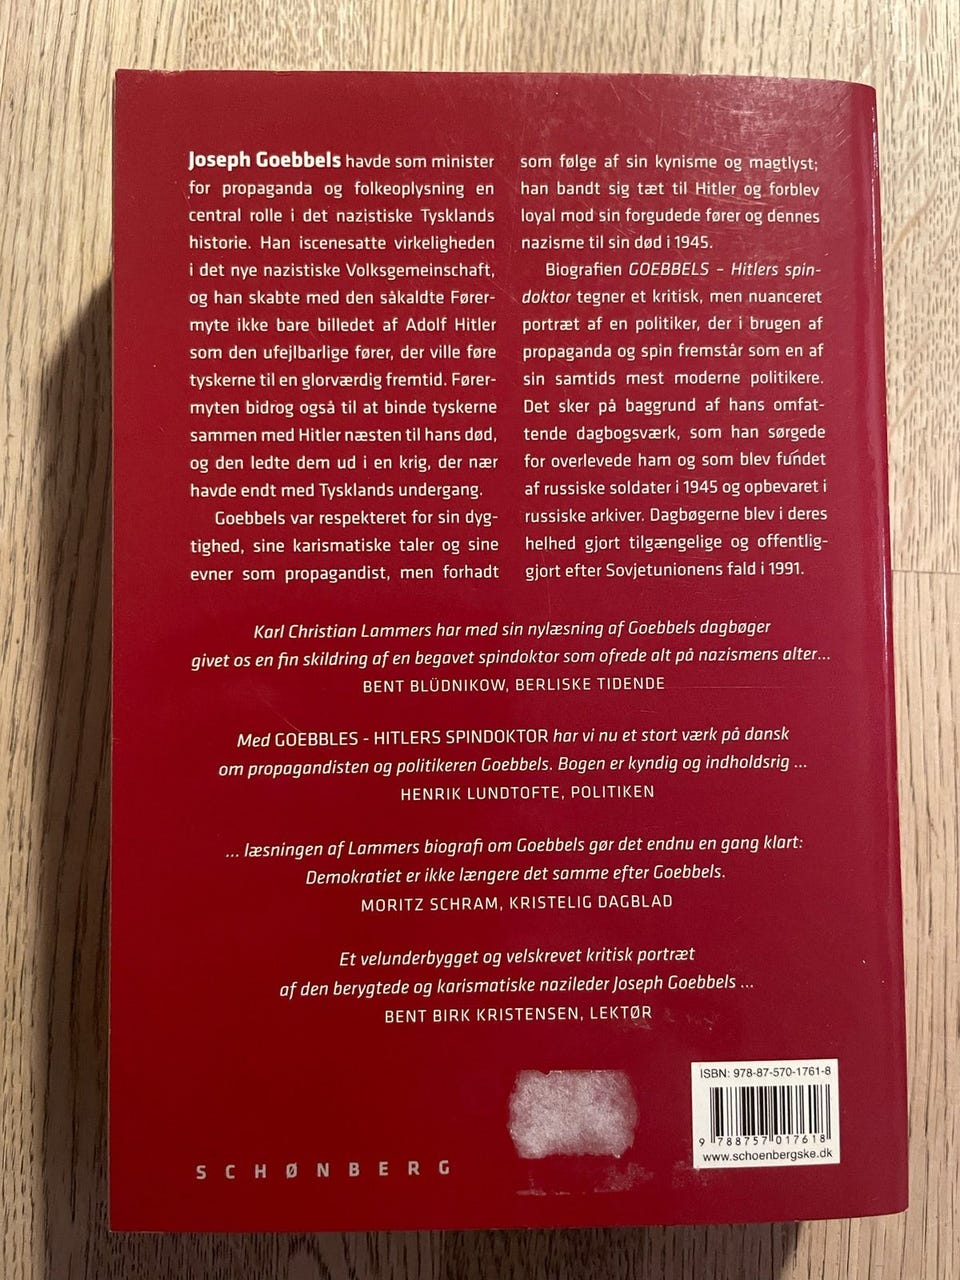 Joseph Goebbels havde som minister
for propaganda og folkeoplysning en
central rolle i det nazistiske Tysklands
historie. Han iscenesatte virkeligheden
i det nye nazistiske Volksgemeinschaft,
og han skabte med den såkaldte Fører-
myte ikke bare billedet af Adolf Hitler
som den ufejlbarlige fører, der ville føre
tyskerne til en glorværdig fremtid. Fører-
myten bidrog også til at binde tyskerne
sammen med Hitler næsten til hans død,
og den ledte dem ud i en krig, der nær
havde endt med Tysklands undergang.
Goebbels var respekteret for sin dyg-
tighed, sine karismatiske taler og sine
evner som propagandist, men forhadt
som følge af sin kynisme og magtlyst;
han bandt sig tæt til Hitler og forblev
loyal mod sin forgudede fører og dennes
nazisme til sin død i 1945.
Biografien GOEBBELS – Hitlers spin-
doktor tegner et kritisk, men nuanceret
portræt af en politiker, der i brugen af
propaganda og spin fremstår som en af
sin samtids mest moderne politikere.
Det sker på baggrund af hans omfat-
tende dagbogsværk, som han sørgede
for overlevede ham og som blev fundet
af russiske soldater i 1945 og opbevaret i
russiske arkiver. Dagbøgerne blev i deres
helhed gjort tilgængelige og offentlig-
gjort efter Sovjetunionens fald i 1991.
Karl Christian Lammers har med sin nylæsning af Goebbels dagbøger
givet os en fin skildring af en begavet spindoktor som ofrede alt på nazismens alter...
BENT BLÜDNIKOW, BERLISKE TIDENDE
Med GOEBBLES - HITLERS SPINDOKTOR har vi nu et stort værk på dansk
om propagandisten og politikeren Goebbels. Bogen er kyndig og indholdsrig ...
HENRIK LUNDTOFTE, POLITIKEN
... læsningen af Lammers biografi om Goebbels gør det endnu en gang klart:
Demokratiet er ikke længere det samme efter Goebbels.
MORITZ SCHRAM, KRISTELIG DAGBLAD
Et velunderbygget og velskrevet kritisk portræt
af den berygtede og karismatiske nazileder Joseph Goebbels ...
BENT BIRK KRISTENSEN, LEKTØR
ISBN: 978-87-570-1761-8
9 788757 017618
www.schoenbergske.dk
SCHØNBERG